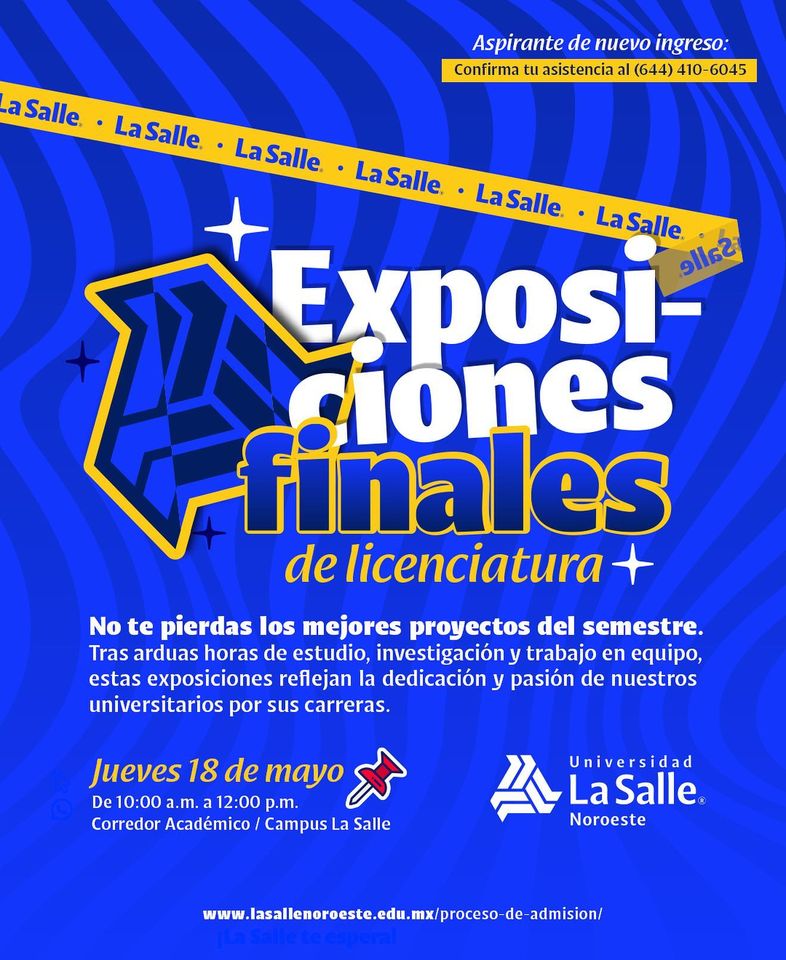 Aspirante de nuevo ingreso:
Confirma tu asistencia al (644) 410-6045
La Salle® • La Salle® • La Salle® • La Salle® • La Salle® • La Salle® •
Salle
Exposi-
ciones
finales
de licenciatura
No te pierdas los mejores proyectos del semestre.
Tras arduas horas de estudio, investigación y trabajo en equipo,
estas exposiciones reflejan la dedicación y pasión de nuestros
universitarios por sus carreras.
Jueves 18 de mayo
De 10:00 a.m. a 12:00 p.m.
Corredor Académico / Campus La Salle
Universidad
La Salle®
Noroeste
www.lasallenoroeste.edu.mx/proceso-de-admision/
¡La Salle te espera!